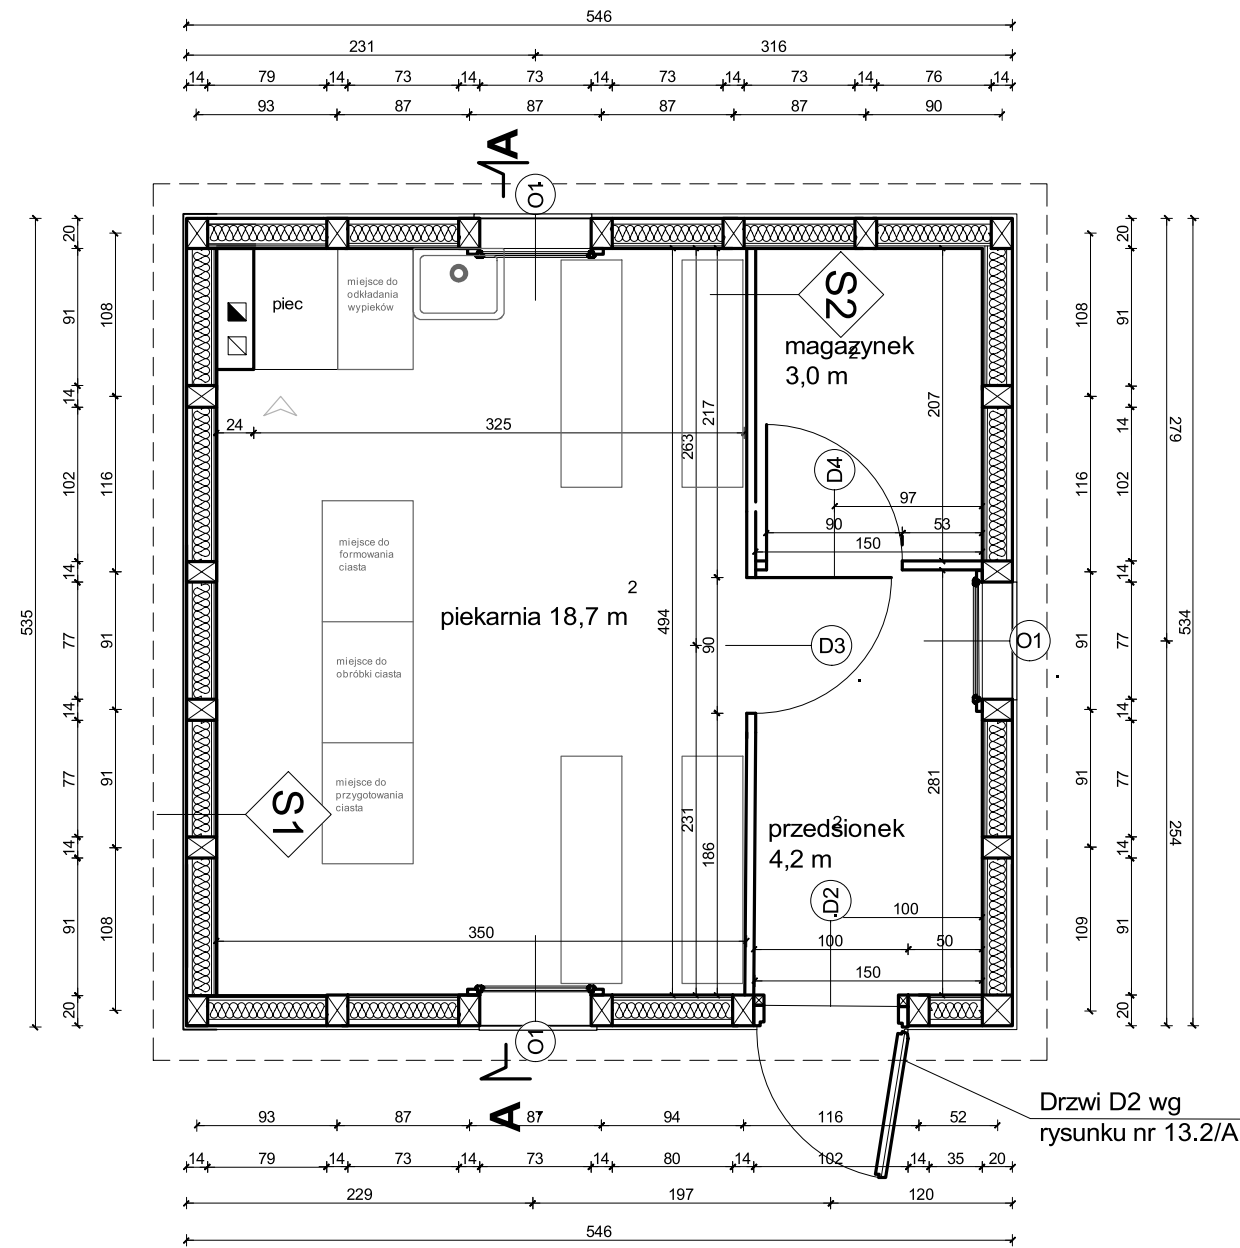 546
231 316
14 79 14 73 14 73 14 73 14 73 14 76 14
93 87 87 87 87 90
A
O1
20 91 14 102 14 77 14 77 14 91 20
108 116 91 91 108
535
piec
miejsce do
odkładania
wypieków
S2
magazynek
2
3,0 m
24 325
217
263
207
D4
97
90 53
150
miejsce do
formowania
ciasta
2
piekarnia 18,7 m
494
90
D3
O1
miejsce do
obróbki ciasta
miejsce do
przygotowania
ciasta
S1
231
186
281
przedsionek
2
4,2 m
D2
100
100 50
350
150
108 116 91 91 109
20 91 14 102 14 77 14 77 14 91 20
279 254
435
O1
A
Drzwi D2 wg
rysunku nr 13.2/A
93 87 87 94 116 52
14 79 14 73 14 73 14 80 14 102 14 35 20
229 197 120
546